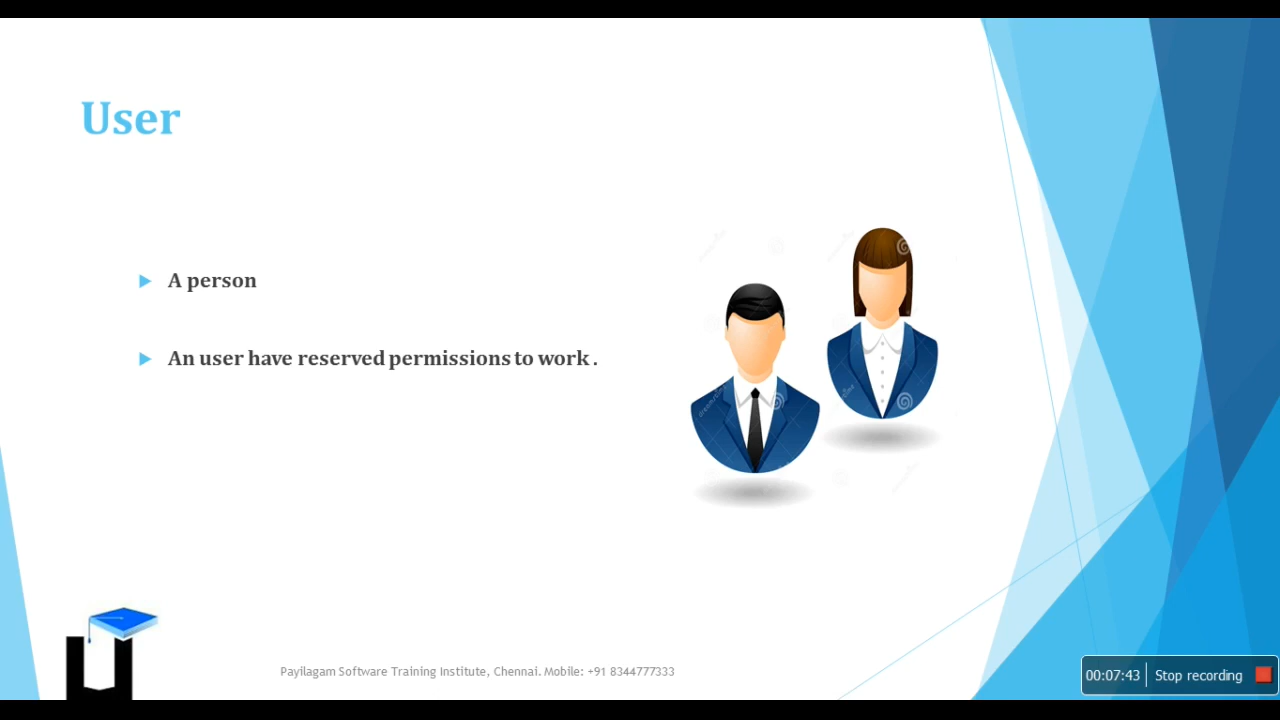 User
A person
An user have reserved permissions to work .
Payilagam Software Training Institute, Chennai. Mobile: +91 8344777333
00:07:43 Stop recording